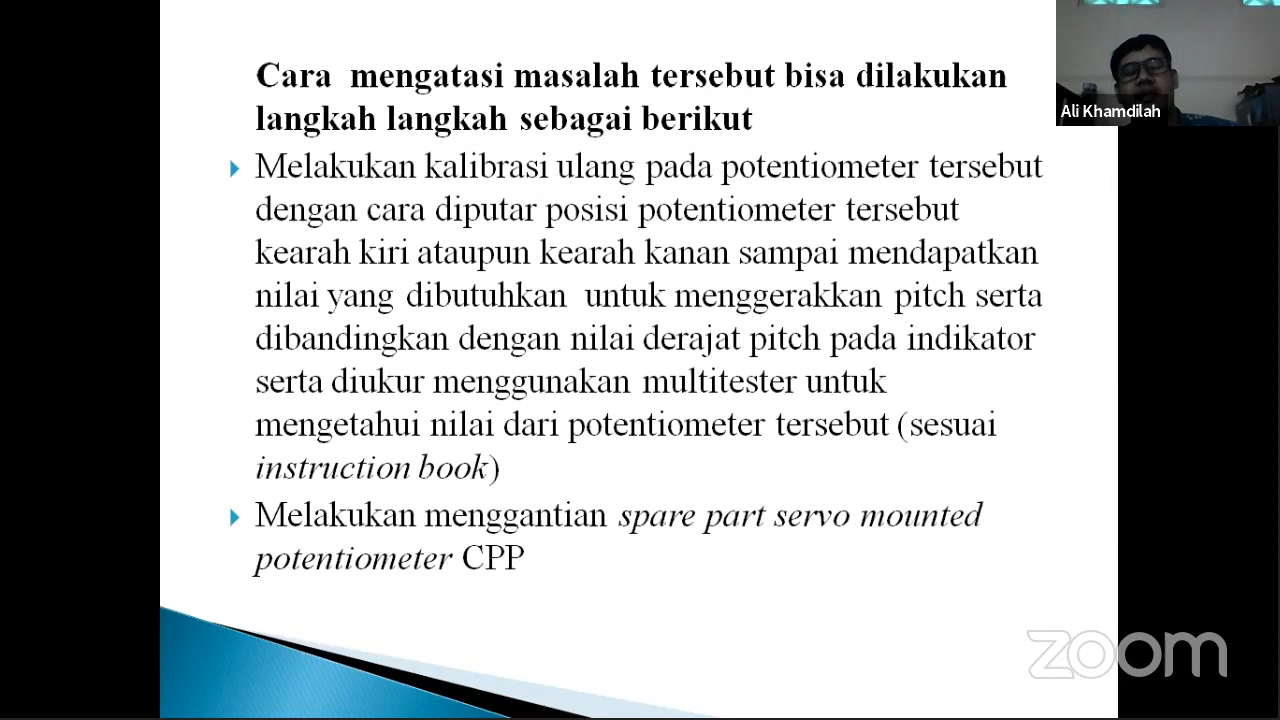 Cara mengatasi masalah tersebut bisa dilakukan
langkah langkah sebagai berikut
Melakukan kalibrasi ulang pada potentiometer tersebut
dengan cara diputar posisi potentiometer tersebut
kearah kiri ataupun kearah kanan sampai mendapatkan
nilai yang dibutuhkan untuk menggerakkan pitch serta
dibandingkan dengan nilai derajat pitch pada indikator
serta diukur menggunakan multitester untuk
mengetahui nilai dari potentiometer tersebut (sesuai
instruction book)
Melakukan menggantian spare part servo mounted
potentiometer CPP
Ali Khamdilah
zoom